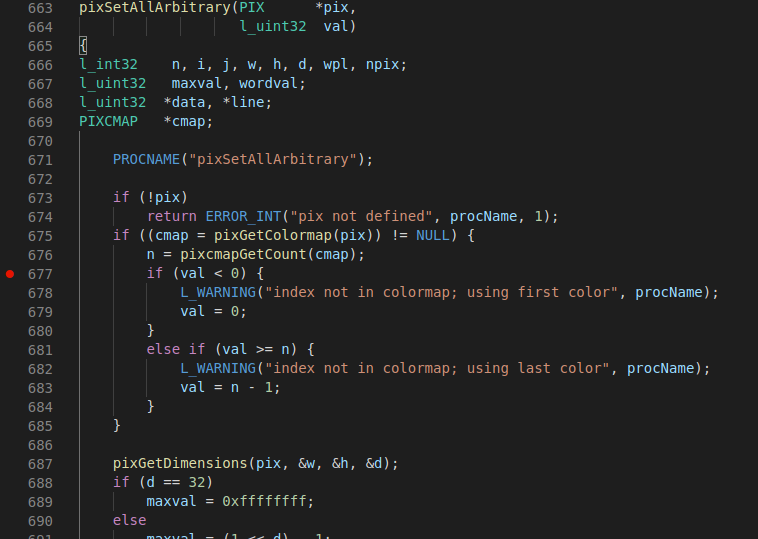 663 pixSetAllArbitrary(PIX      *pix,
664                    l_uint32  val)
665 {
666 l_int32    n, i, j, w, h, d, wpl, npix;
667 l_uint32   maxval, wordval;
668 l_uint32  *data, *line;
669 PIXCMAP   *cmap;
670
671     PROCNAME("pixSetAllArbitrary");
672
673     if (!pix)
674         return ERROR_INT("pix not defined", procName, 1);
675     if ((cmap = pixGetColormap(pix)) != NULL) {
676         n = pixcmapGetCount(cmap);
677         if (val < 0) {
678             L_WARNING("index not in colormap; using first color", procName);
679             val = 0;
680         }
681         else if (val >= n) {
682             L_WARNING("index not in colormap; using last color", procName);
683             val = n - 1;
684         }
685     }
686
687     pixGetDimensions(pix, &w, &h, &d);
688     if (d == 32)
689         maxval = 0xffffffff;
690     else
691         maxval = (1 << d) - 1;